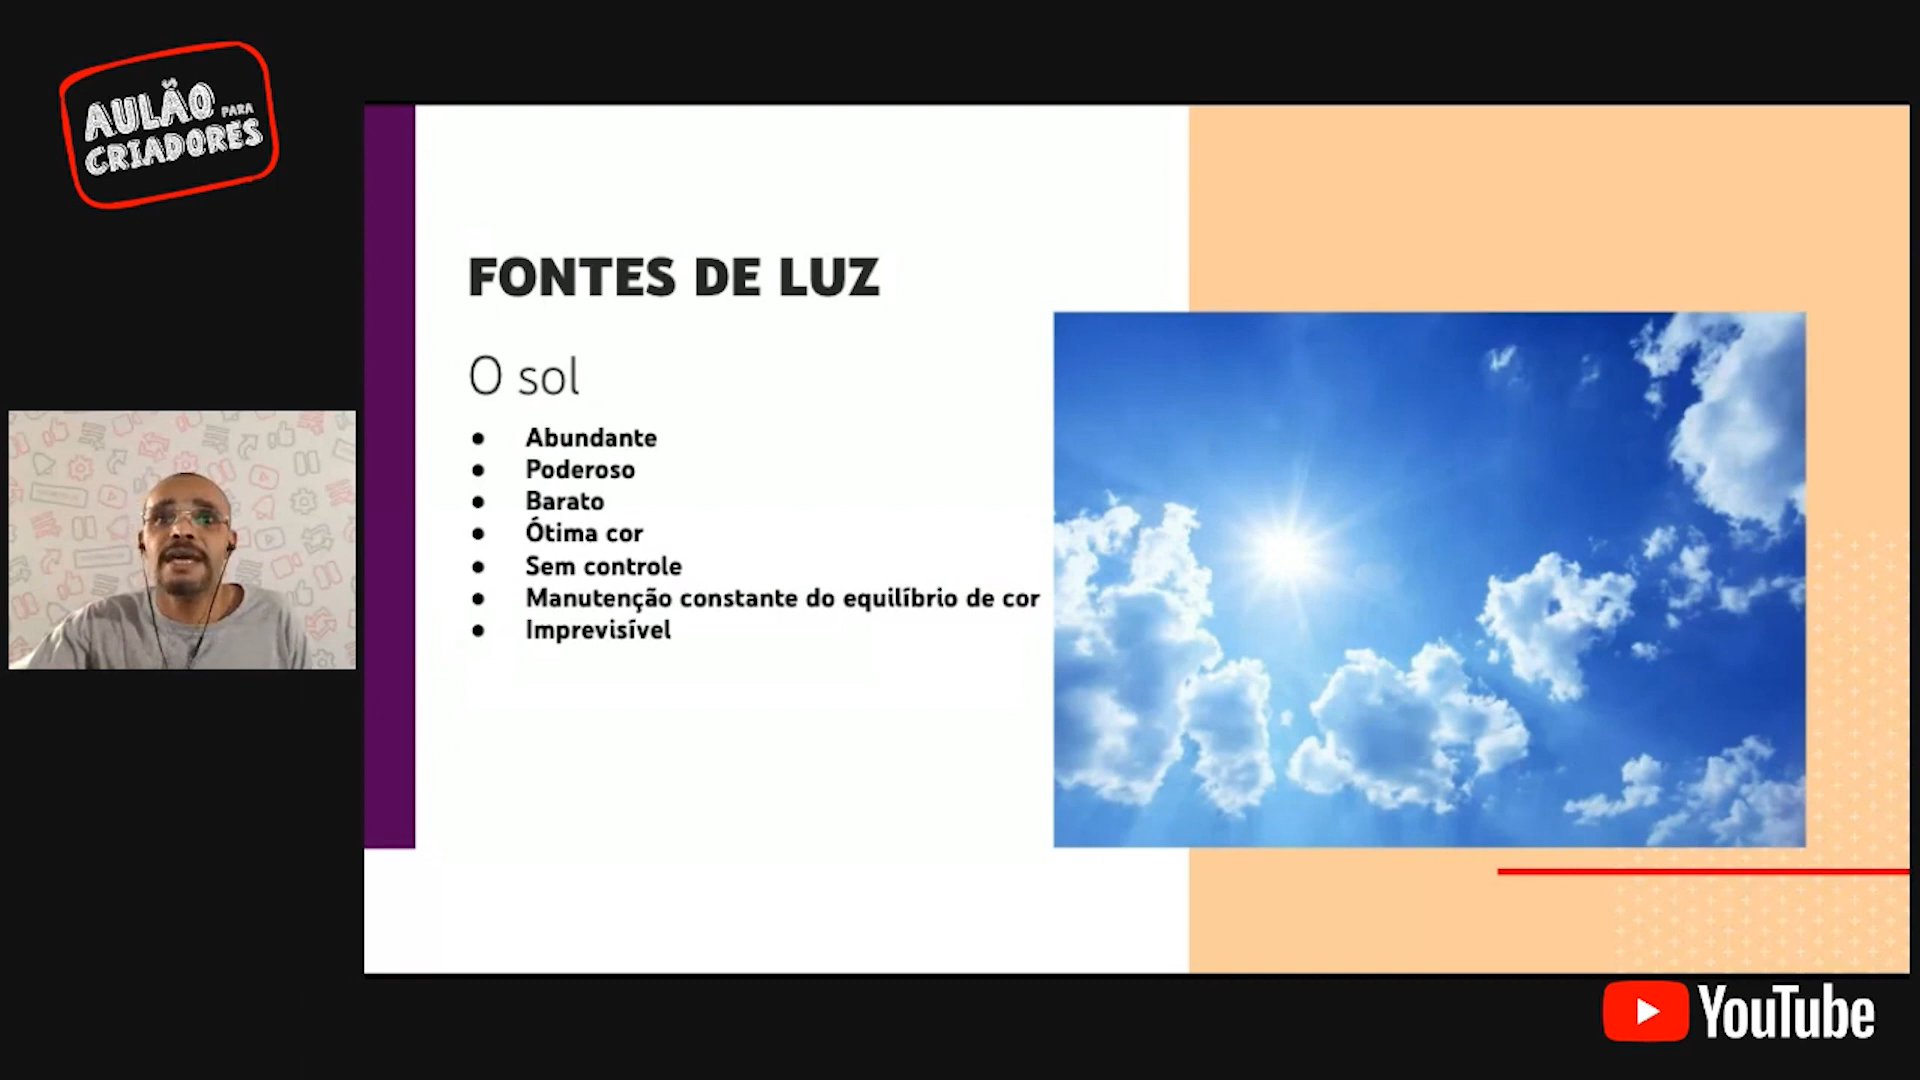 AULÃO PARA
CRIADORES
FONTES DE LUZ
O sol
● Abundante
● Poderoso
● Barato
● Ótima cor
● Sem controle
● Manutenção constante do equilíbrio de cor
● Imprevisível
YouTube